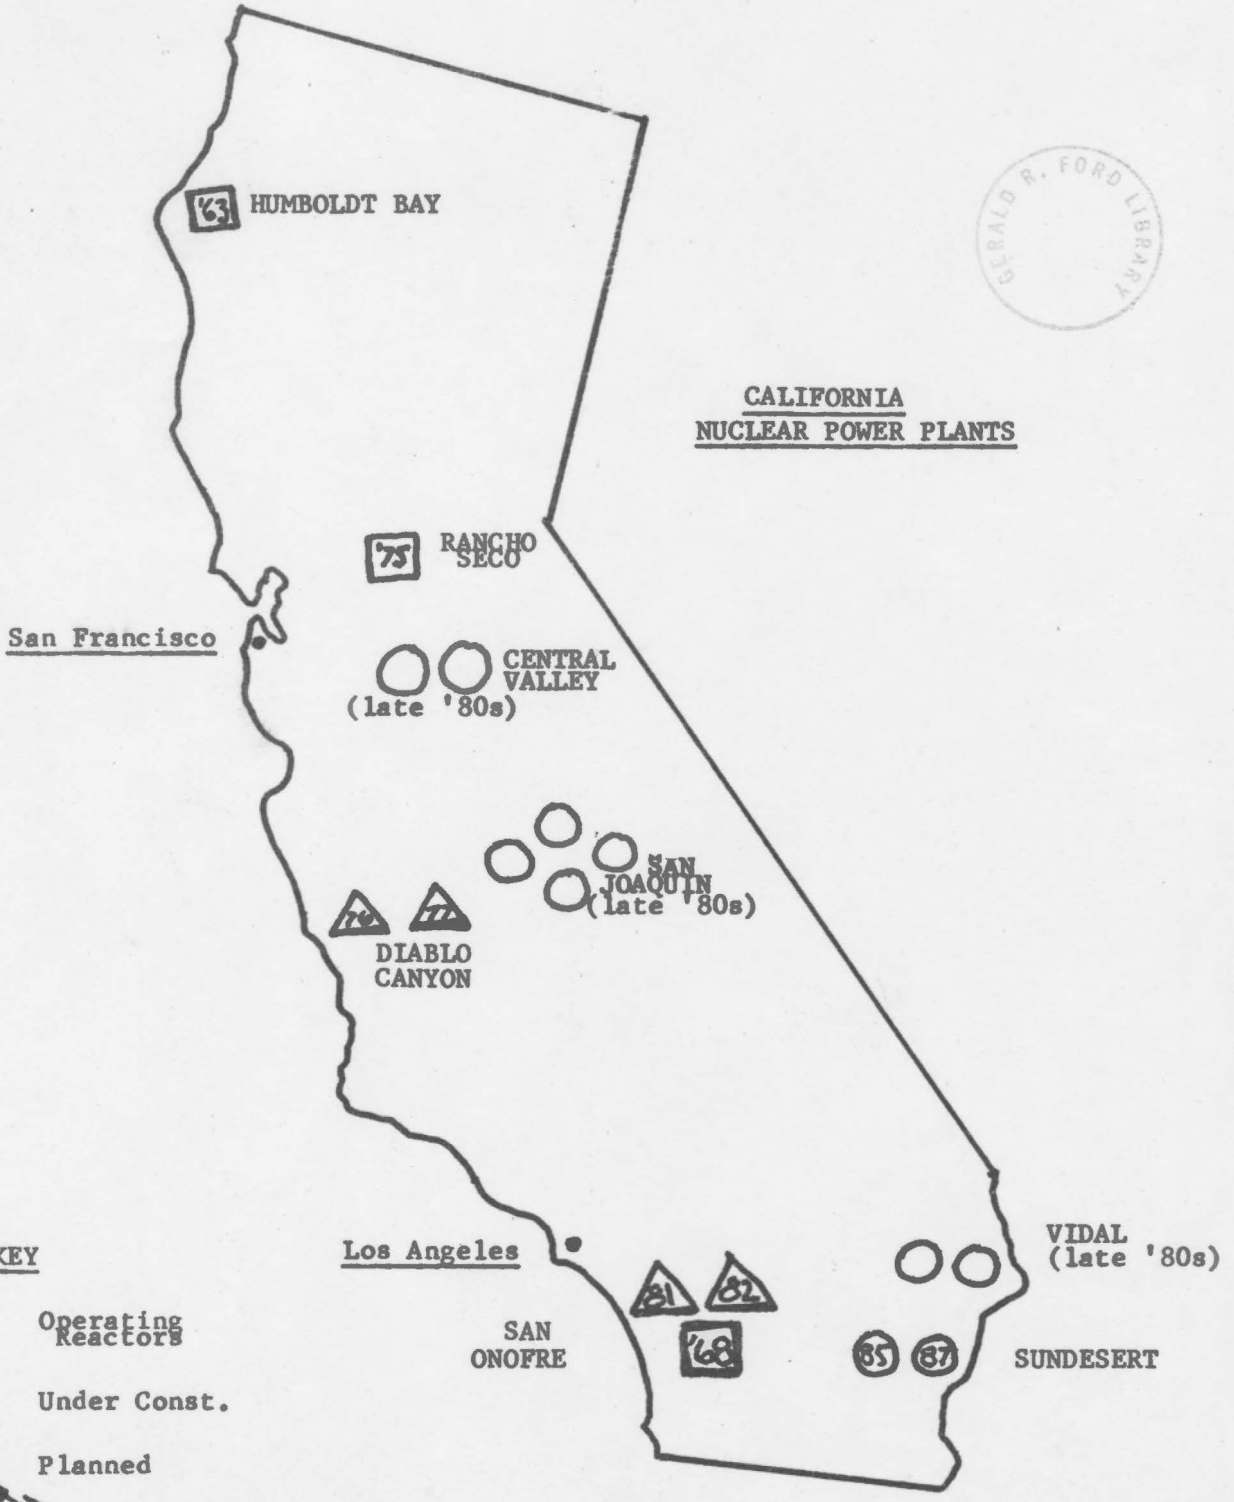 '63 HUMBOLDT BAY
GERALD R. FORD LIBRARY
CALIFORNIA
NUCLEAR POWER PLANTS
'75
RANCHO
SECO
San Francisco
CENTRAL
VALLEY
(late '80s)
SAN
JOAQUIN
(late '80s)
76
77
DIABLO
CANYON
Los Angeles
VIDAL
(late '80s)
81
82
'68
SAN
ONOFRE
85
87
SUNDESERT
KEY
Operating
Reactors
Under Const.
Planned